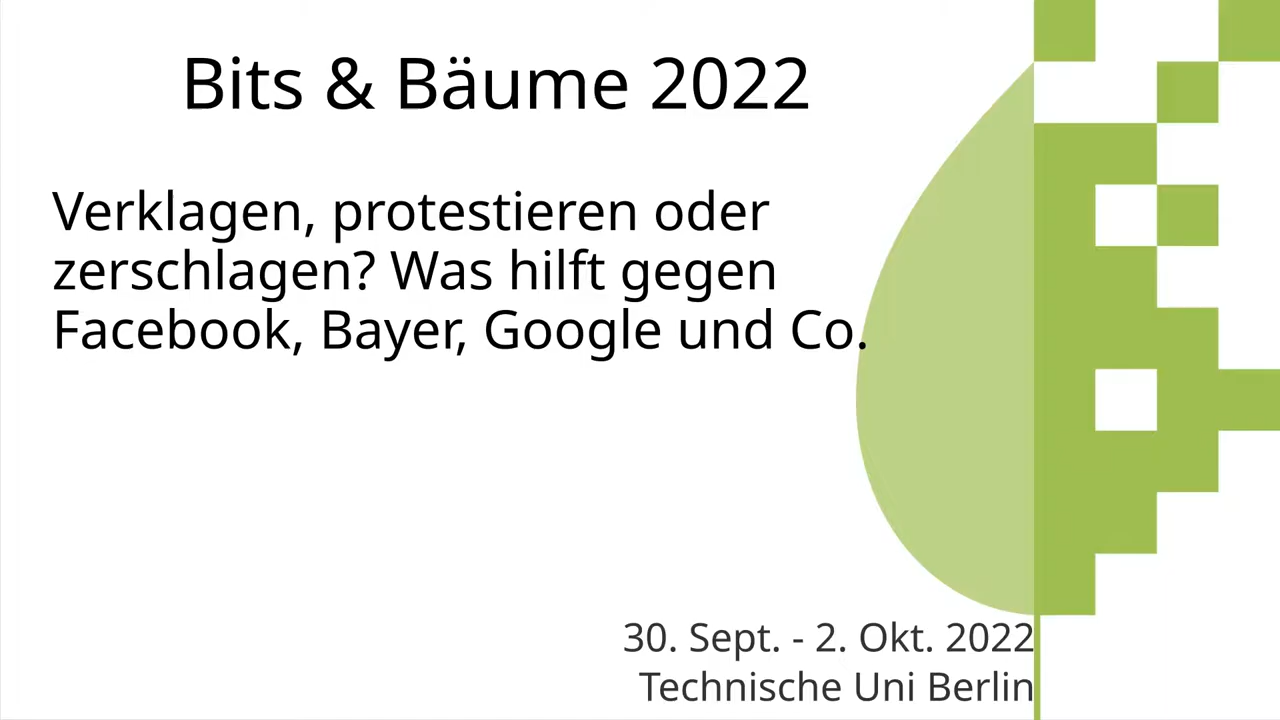 Bits & Bäume 2022
Verklagen, protestieren oder
zerschlagen? Was hilft gegen
Facebook, Bayer, Google und Co.
30. Sept. - 2. Okt. 2022
Technische Uni Berlin